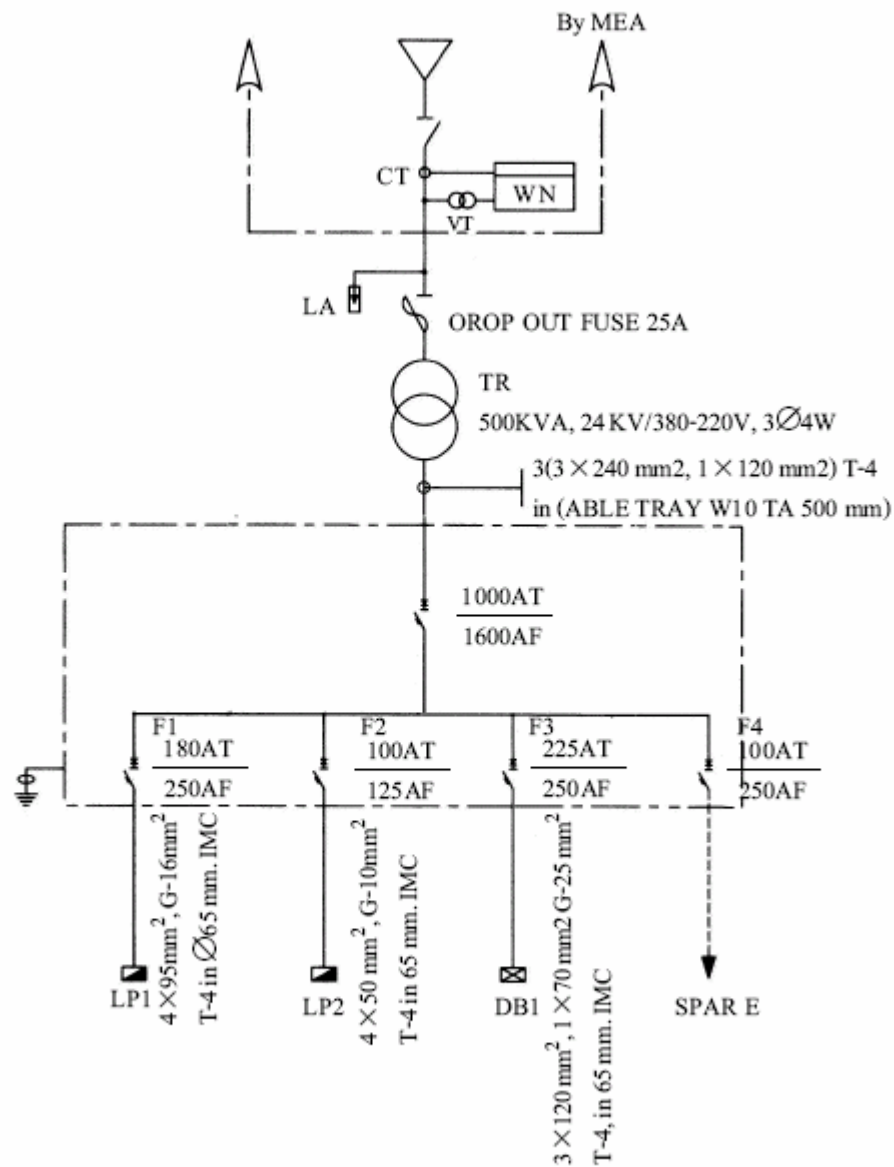 By MEA
CT
WN
VT
LA
OROP OUT FUSE 25A
TR
500KVA, 24 KV/380-220V, 3∅4W
3(3×240 mm2, 1×120 mm2) T-4
in (ABLE TRAY W10 TA 500 mm)
1000AT
1600AF
F1
180AT
250AF
F2
100AT
125AF
F3
225AT
250AF
F4
100AT
250AF
4×95mm², G-16mm²
T-4 in ∅65 mm. IMC
4×50 mm², G-10mm²
T-4 in 65 mm. IMC
3×120 mm², 1×70 mm2 G-25 mm²
T-4, in 65 mm. IMC
LP1
LP2
DB1
SPAR E